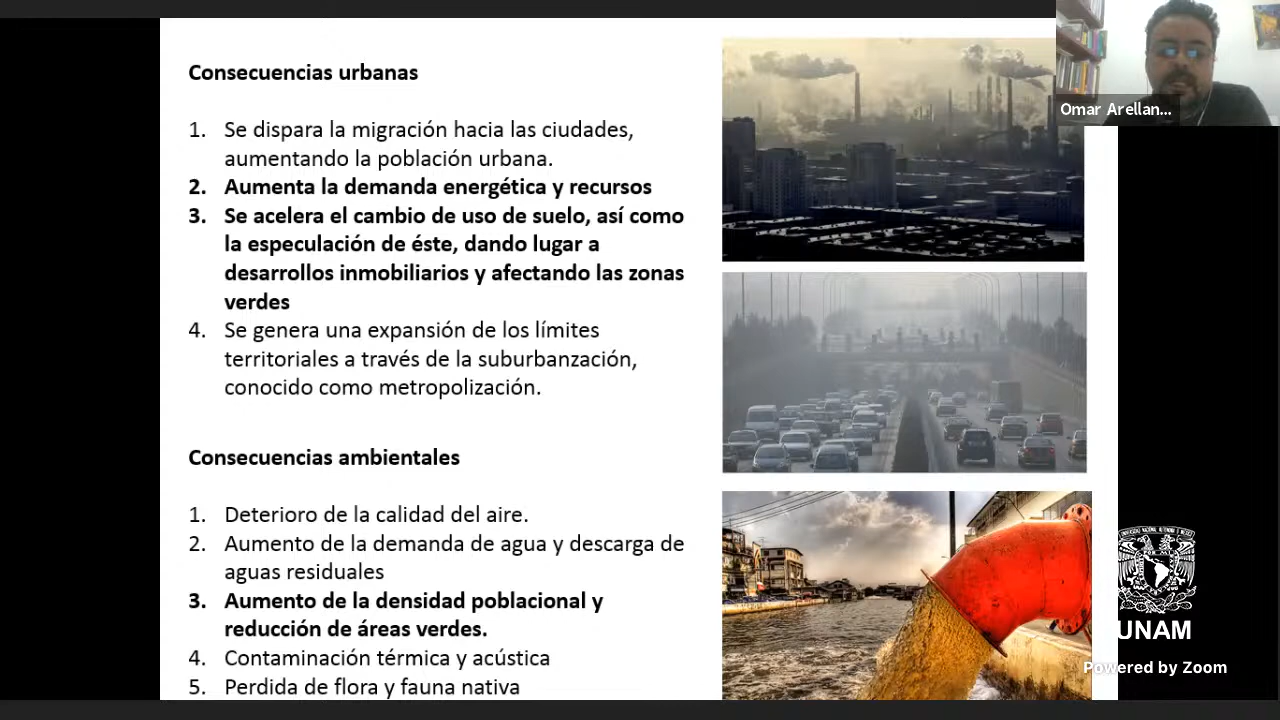 Consecuencias urbanas
1. Se dispara la migración hacia las ciudades,
aumentando la población urbana.
2. Aumenta la demanda energética y recursos
3. Se acelera el cambio de uso de suelo, así como
la especulación de éste, dando lugar a
desarrollos inmobiliarios y afectando las zonas
verdes
4. Se genera una expansión de los límites
territoriales a través de la suburbanzación,
conocido como metropolización.
Consecuencias ambientales
1. Deterioro de la calidad del aire.
2. Aumento de la demanda de agua y descarga de
aguas residuales
3. Aumento de la densidad poblacional y
reducción de áreas verdes.
4. Contaminación térmica y acústica
5. Perdida de flora y fauna nativa
Omar Arellan...
UNAM
Powered by Zoom